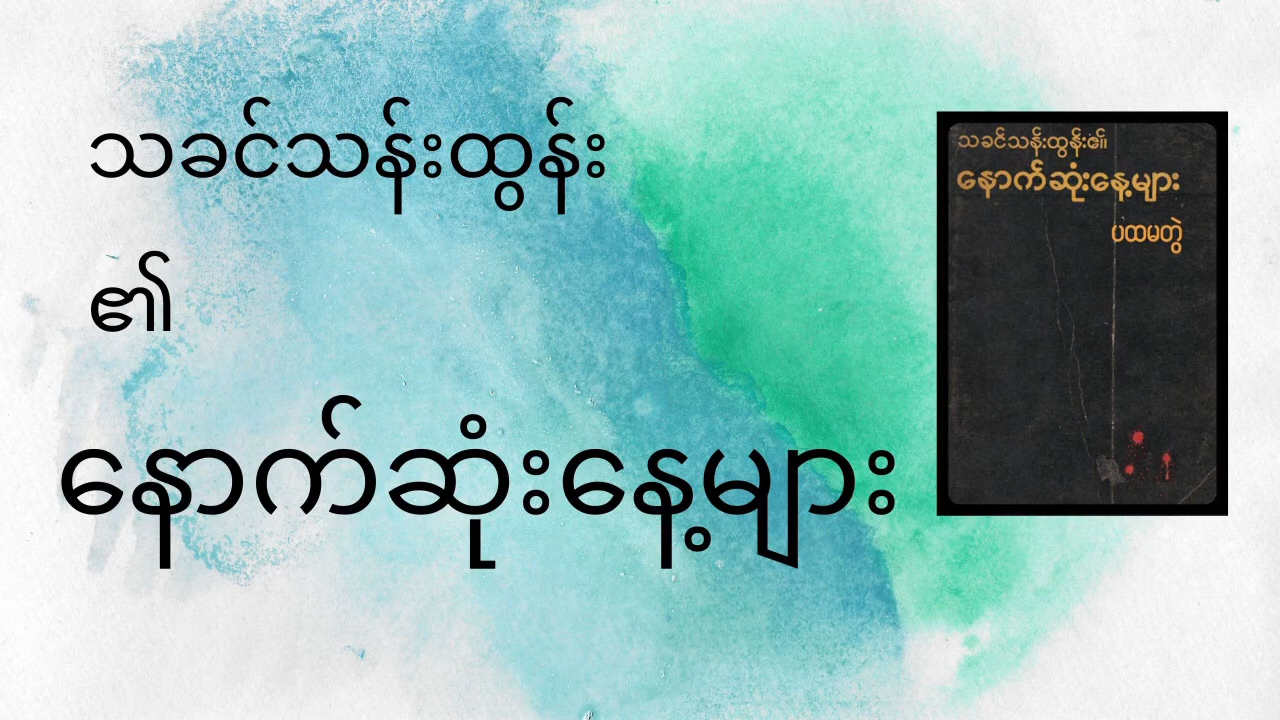 သခင်သန်းထွန်း
၏
နောက်ဆုံးနေ့များ
သခင်သန်းထွန်း၏
နောက်ဆုံးနေ့များ
ပထမတွဲ